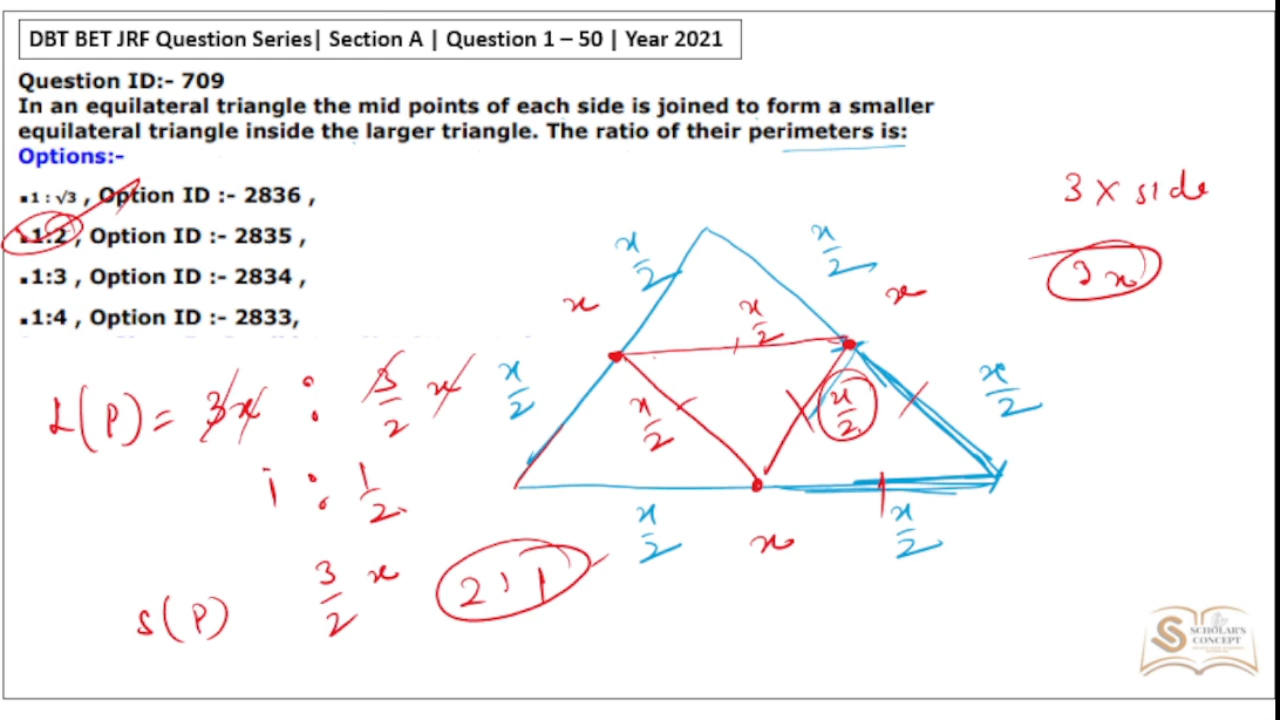 DBT BET JRF Question Series| Section A | Question 1 – 50 | Year 2021
Question ID:- 709
In an equilateral triangle the mid points of each side is joined to form a smaller
equilateral triangle inside the larger triangle. The ratio of their perimeters is:
Options:-
1 : √3 , Option ID :- 2836 ,
1:2 , Option ID :- 2835 ,
1:3 , Option ID :- 2834 ,
1:4 , Option ID :- 2833,
3 × side
3x
x/2
x/2
x
x/2
x
x/2
x/2
x/2
x/2
L(P) = 3x : 3/2 x
1 : 1/2
x/2
x
x/2
3/2 x
2 : 1
S(P)
SCHOLAR'S
CONCEPT